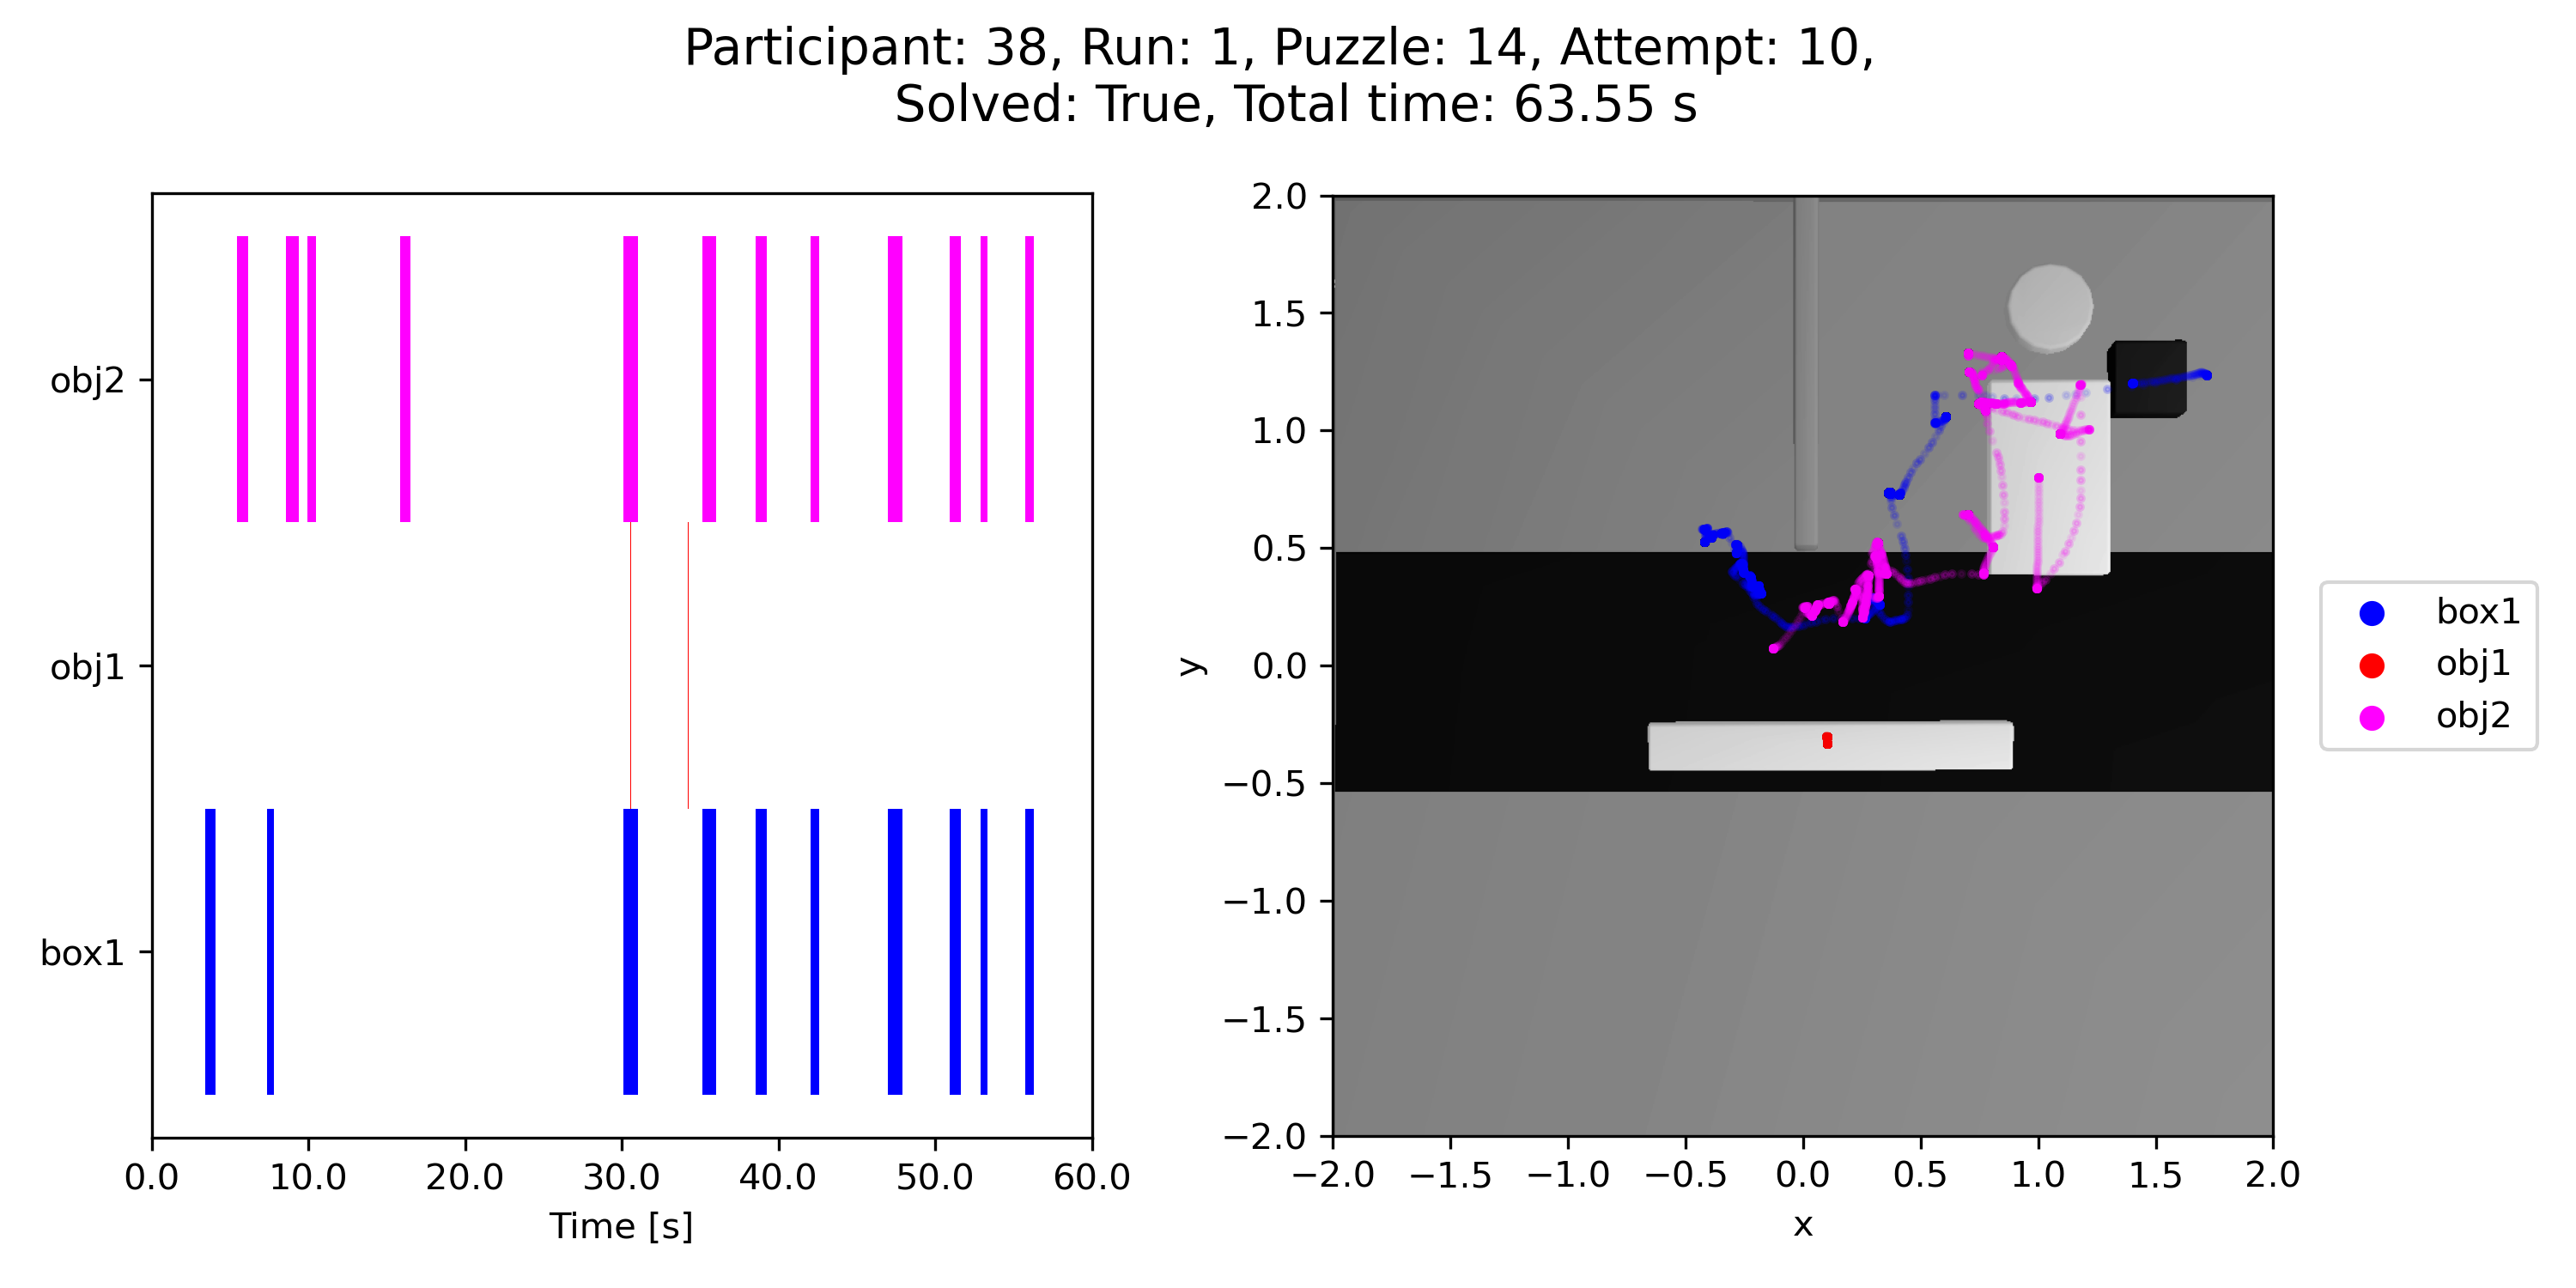 Participant: 38, Run: 1, Puzzle: 14, Attempt: 10,
Solved: True, Total time: 63.55 s
obj2
obj1
box1
0.0 10.0 20.0 30.0 40.0 50.0 60.0
Time [s]
2.0
1.5
1.0
0.5
0.0
−0.5
−1.0
−1.5
−2.0
y
−2.0 −1.5 −1.0 −0.5 0.0 0.5 1.0 1.5 2.0
x
box1
obj1
obj2